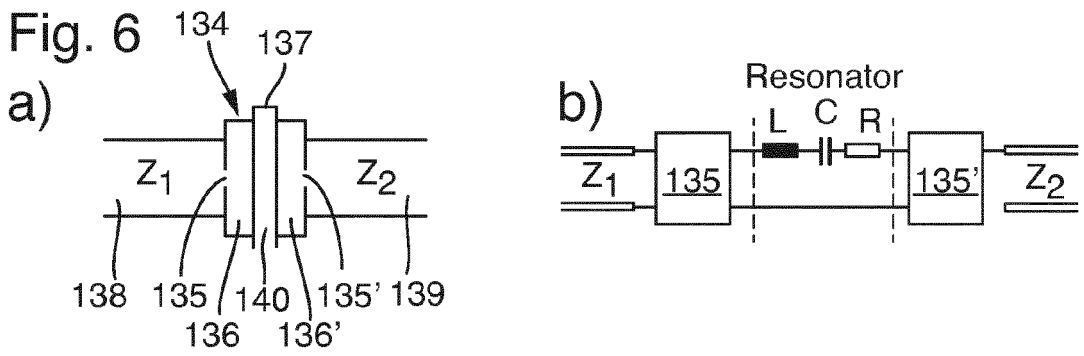 Fig. 6
134
137
a)
Z1
Z2
138
135
140
135'
139
136
136'
b)
Resonator
L
C
R
Z1
135
135'
Z2